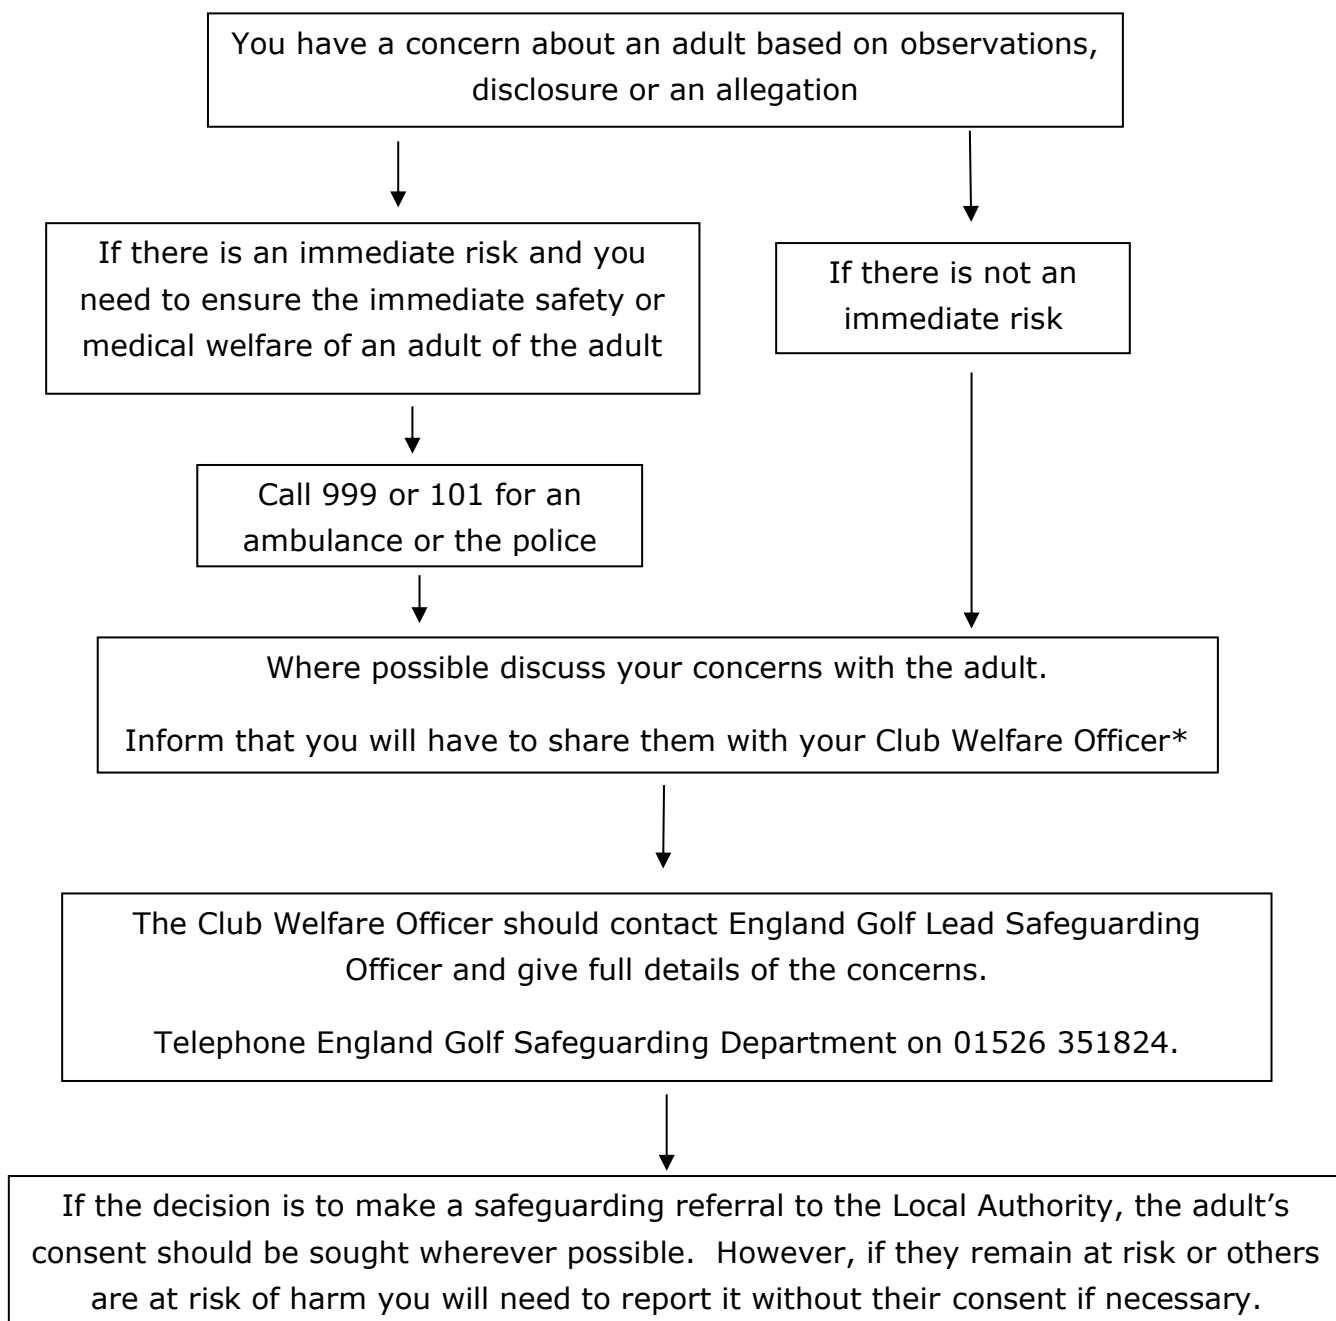 You have a concern about an adult based on observations,
disclosure or an allegation
If there is an immediate risk and you
need to ensure the immediate safety or
medical welfare of an adult of the adult
If there is not an
immediate risk
Call 999 or 101 for an
ambulance or the police
Where possible discuss your concerns with the adult.
Inform that you will have to share them with your Club Welfare Officer*
The Club Welfare Officer should contact England Golf Lead Safeguarding
Officer and give full details of the concerns.
Telephone England Golf Safeguarding Department on 01526 351824.
If the decision is to make a safeguarding referral to the Local Authority, the adult’s
consent should be sought wherever possible.  However, if they remain at risk or others
are at risk of harm you will need to report it without their consent if necessary.